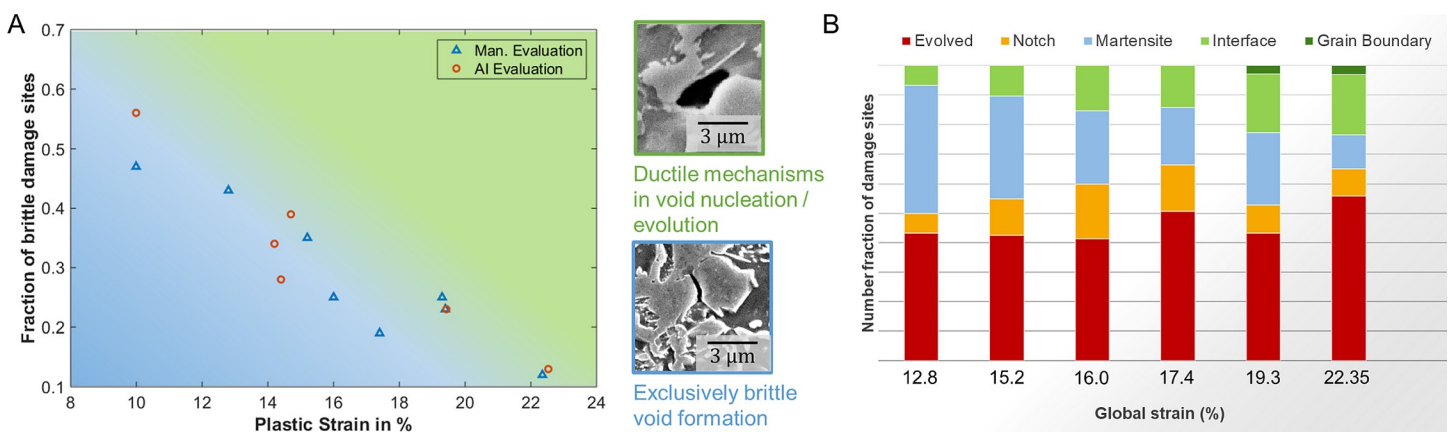 A
0.7
0.6
0.5
0.4
0.3
0.2
0.1
Fraction of brittle damage sites
8 10 12 14 16 18 20 22 24
Plastic Strain in %
Man. Evaluation
AI Evaluation
3 μm
Ductile mechanisms
in void nucleation /
evolution
3 μm
Exclusively brittle
void formation
B
Evolved Notch Martensite Interface Grain Boundary
Number fraction of damage sites
12.8 15.2 16.0 17.4 19.3 22.35
Global strain (%)